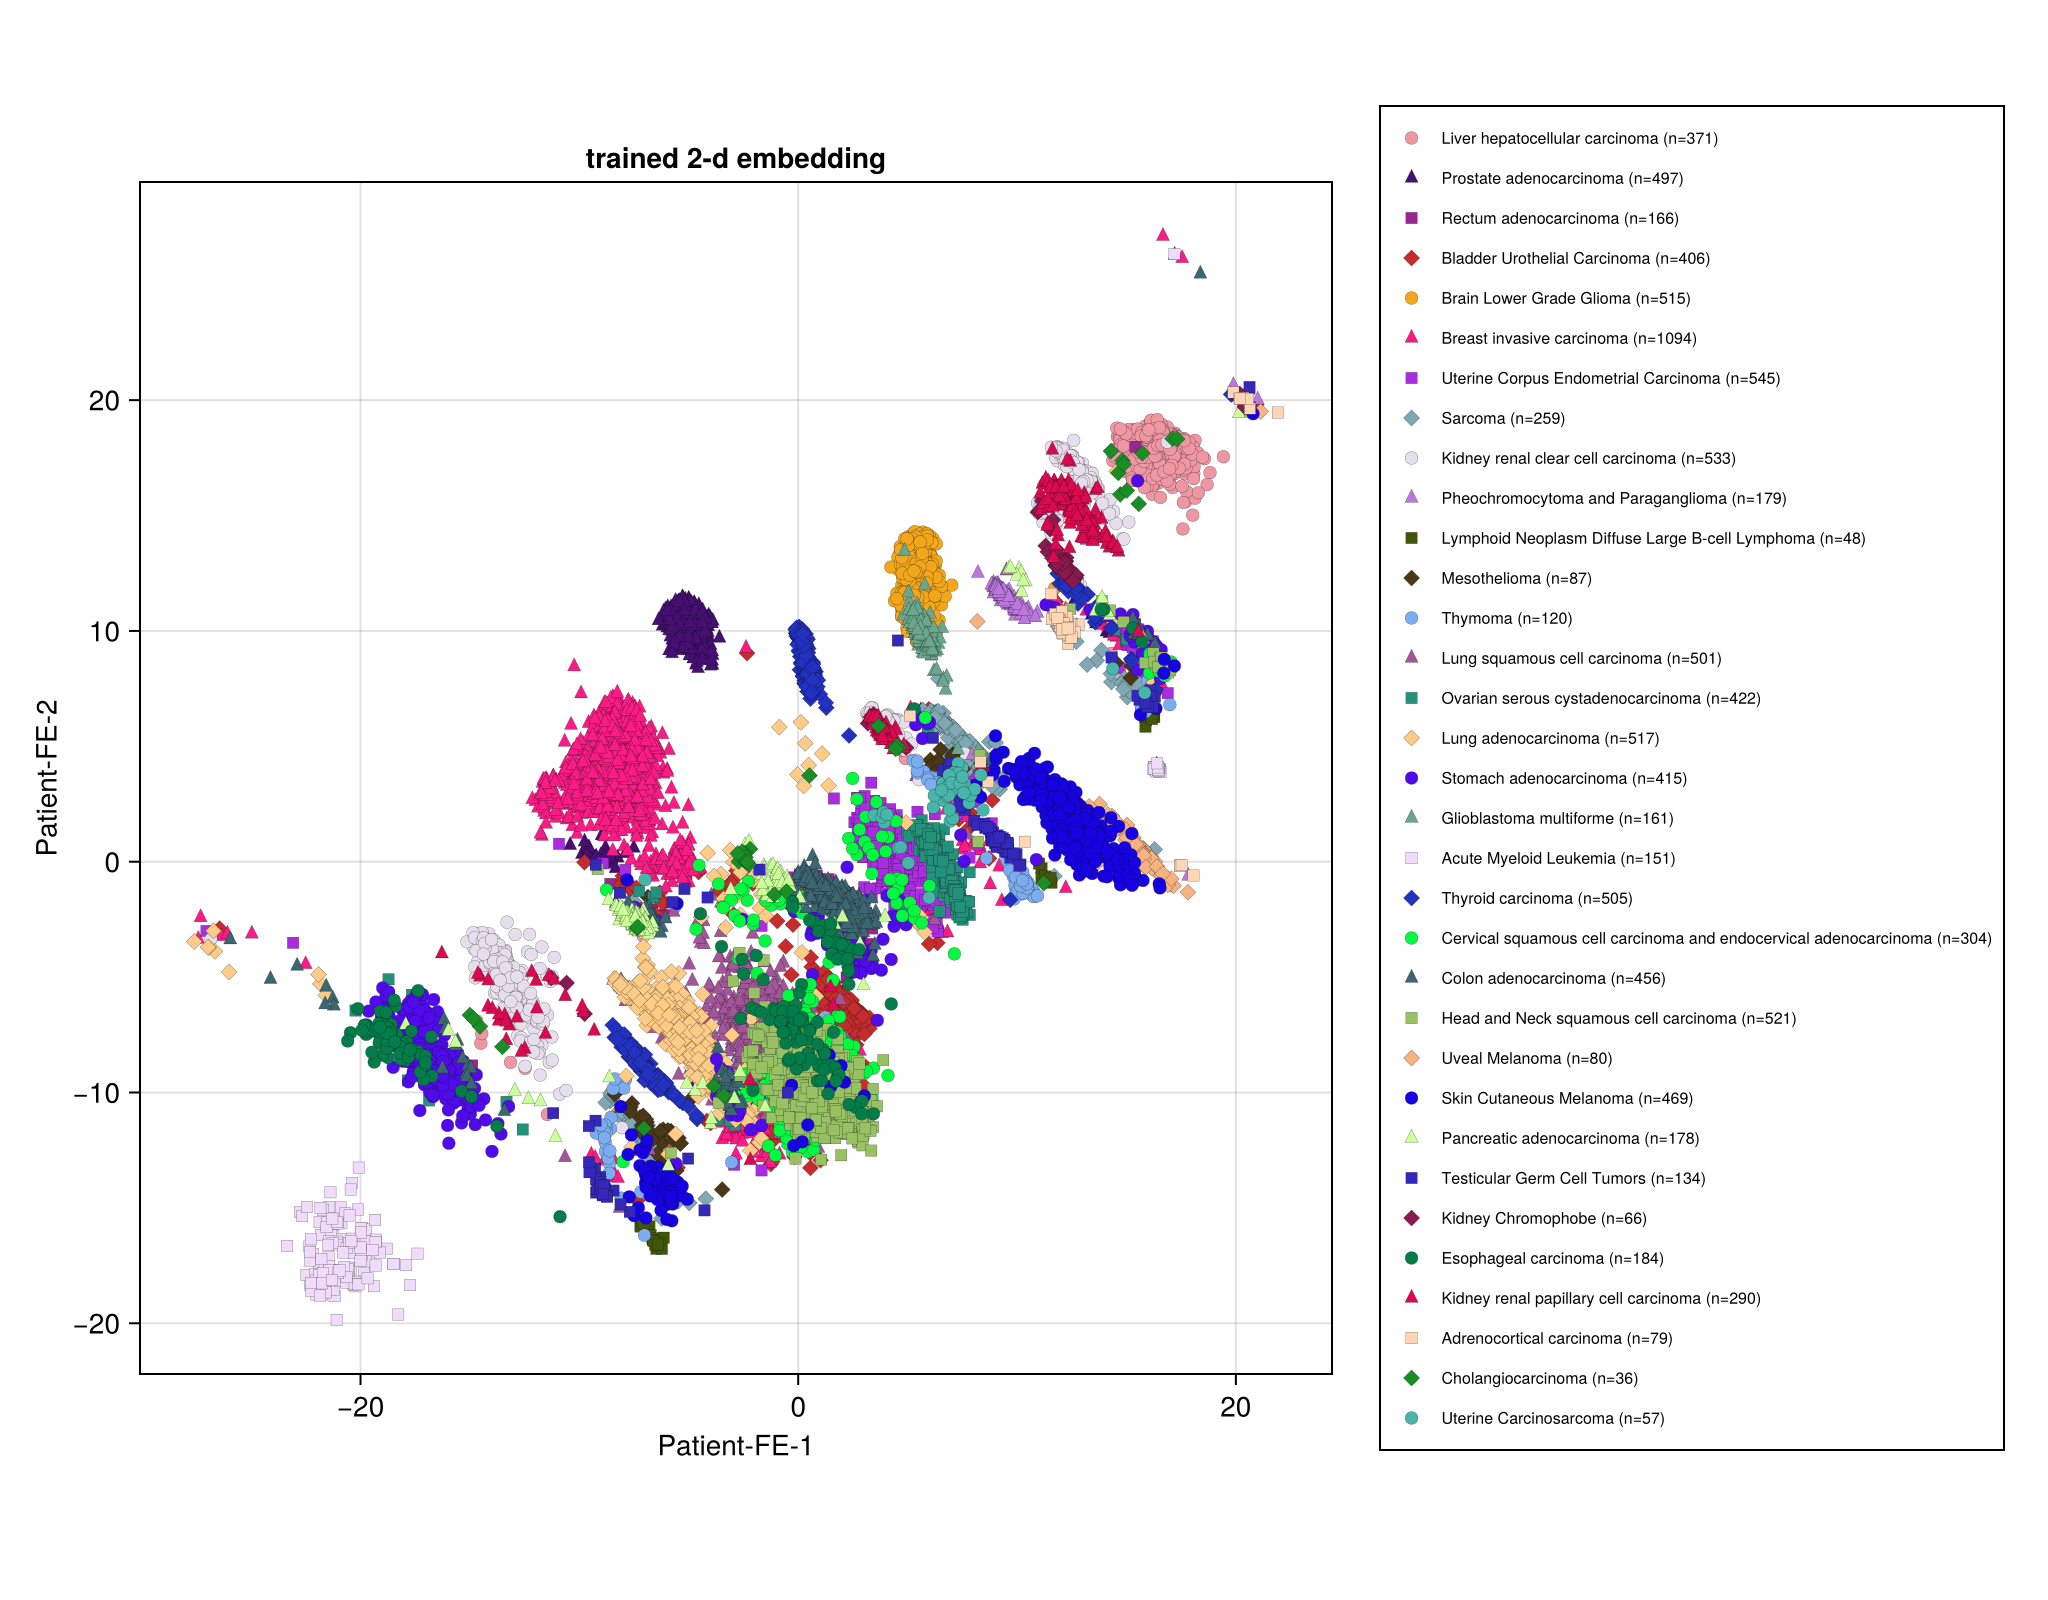 trained 2-d embedding
Patient-FE-2
20
10
0
−10
−20
−20
0
20
Patient-FE-1
Liver hepatocellular carcinoma (n=371)
Prostate adenocarcinoma (n=497)
Rectum adenocarcinoma (n=166)
Bladder Urothelial Carcinoma (n=406)
Brain Lower Grade Glioma (n=515)
Breast invasive carcinoma (n=1094)
Uterine Corpus Endometrial Carcinoma (n=545)
Sarcoma (n=259)
Kidney renal clear cell carcinoma (n=533)
Pheochromocytoma and Paraganglioma (n=179)
Lymphoid Neoplasm Diffuse Large B-cell Lymphoma (n=48)
Mesothelioma (n=87)
Thymoma (n=120)
Lung squamous cell carcinoma (n=501)
Ovarian serous cystadenocarcinoma (n=422)
Lung adenocarcinoma (n=517)
Stomach adenocarcinoma (n=415)
Glioblastoma multiforme (n=161)
Acute Myeloid Leukemia (n=151)
Thyroid carcinoma (n=505)
Cervical squamous cell carcinoma and endocervical adenocarcinoma (n=304)
Colon adenocarcinoma (n=456)
Head and Neck squamous cell carcinoma (n=521)
Uveal Melanoma (n=80)
Skin Cutaneous Melanoma (n=469)
Pancreatic adenocarcinoma (n=178)
Testicular Germ Cell Tumors (n=134)
Kidney Chromophobe (n=66)
Esophageal carcinoma (n=184)
Kidney renal papillary cell carcinoma (n=290)
Adrenocortical carcinoma (n=79)
Cholangiocarcinoma (n=36)
Uterine Carcinosarcoma (n=57)